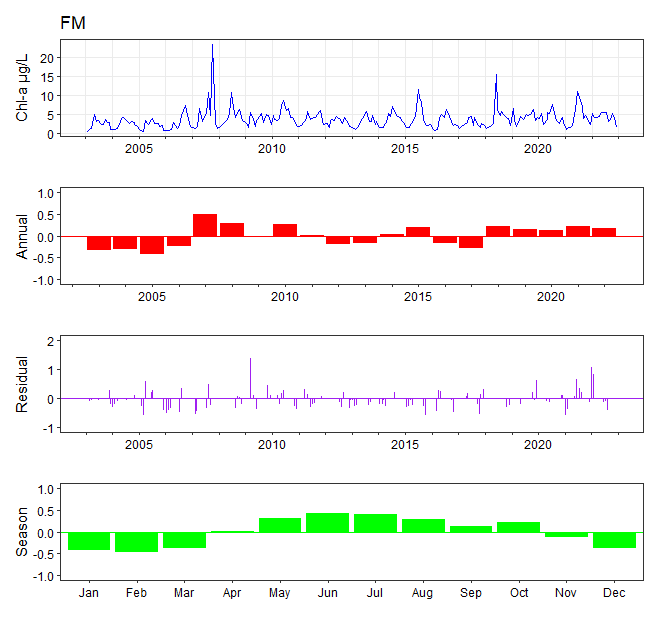 FM
Chl-a µg/L
20
15
10
5
0
2005 2010 2015 2020
Annual
1.0
0.5
0.0
-0.5
-1.0
2005 2010 2015 2020
Residual
2
1
0
-1
2005 2010 2015 2020
Season
1.0
0.5
0.0
-0.5
-1.0
Jan Feb Mar Apr May Jun Jul Aug Sep Oct Nov Dec